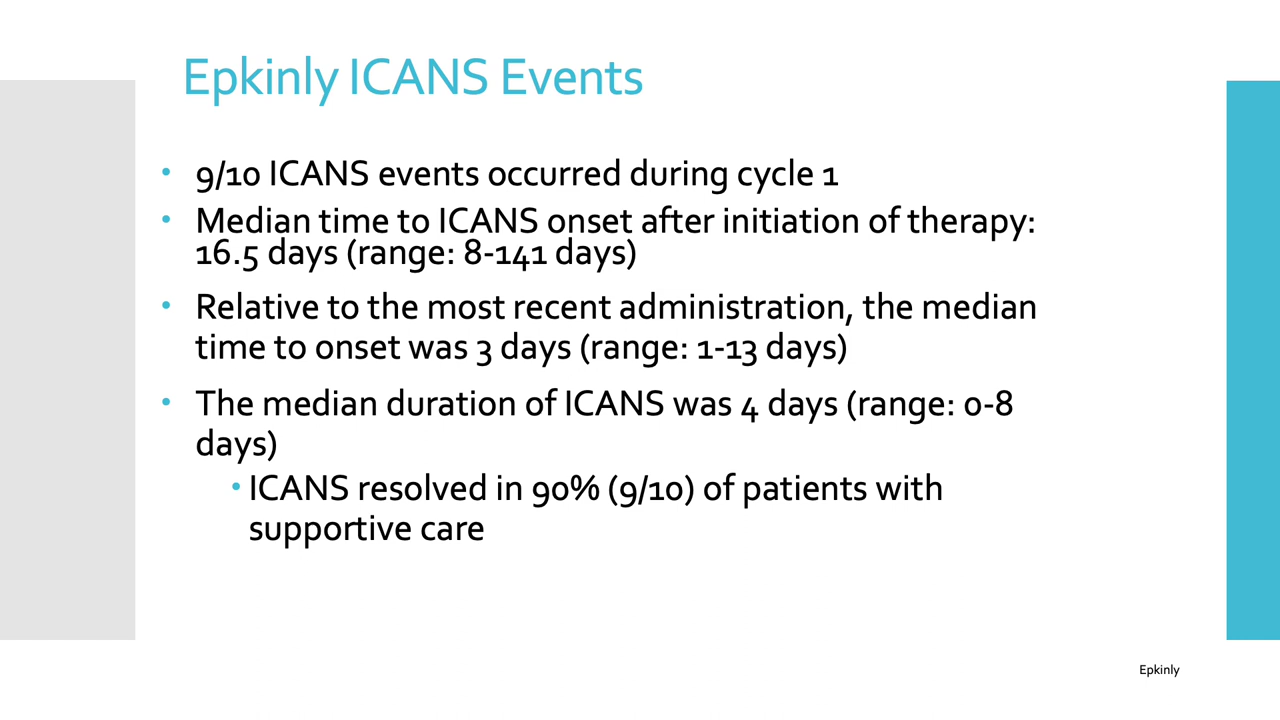 Epkinly ICANS Events
• 9/10 ICANS events occurred during cycle 1
• Median time to ICANS onset after initiation of therapy:
16.5 days (range: 8-141 days)
• Relative to the most recent administration, the median
time to onset was 3 days (range: 1-13 days)
• The median duration of ICANS was 4 days (range: 0-8
days)
• ICANS resolved in 90% (9/10) of patients with
supportive care
Epkinly